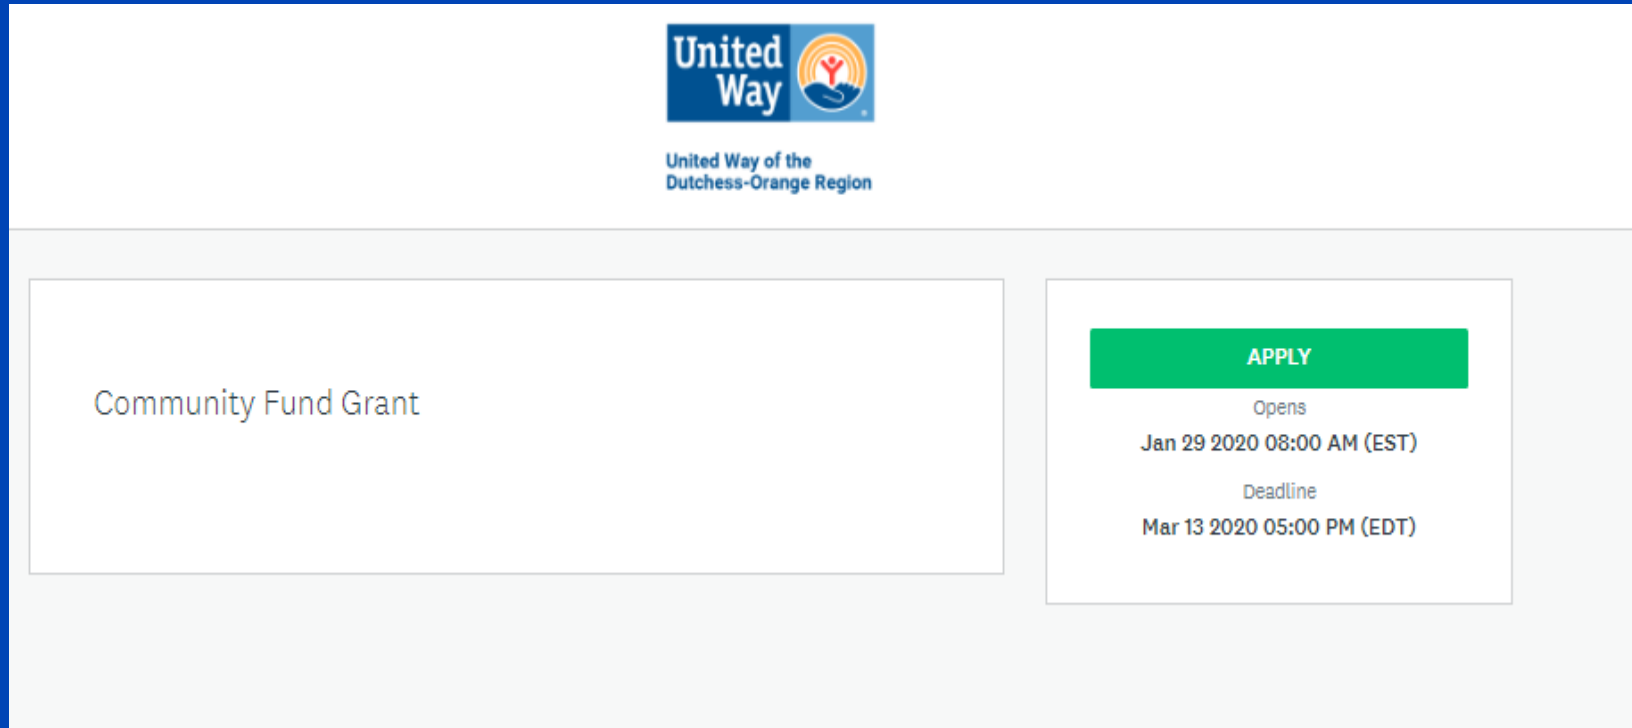 United
Way
United Way of the
Dutchess-Orange Region
Community Fund Grant
APPLY
Opens
Jan 29 2020 08:00 AM (EST)
Deadline
Mar 13 2020 05:00 PM (EDT)